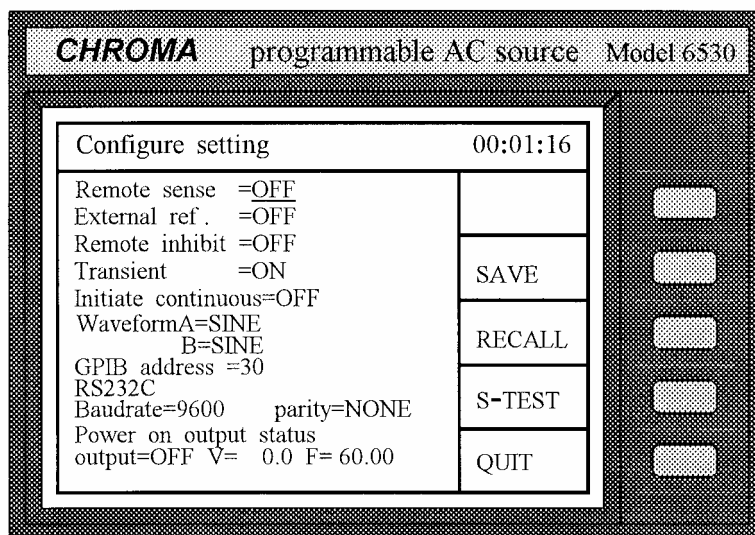 CHROMA programmable AC source Model 6530
Configure setting 00:01:16
Remote sense =OFF
External ref. =OFF
Remote inhibit =OFF
Transient =ON
Initiate continuous=OFF
WaveformA=SINE
B=SINE
GPIB address =30
RS232C
Baudrate=9600 parity=NONE
Power on output status
output=OFF V= 0.0 F= 60.00
SAVE
RECALL
S-TEST
QUIT